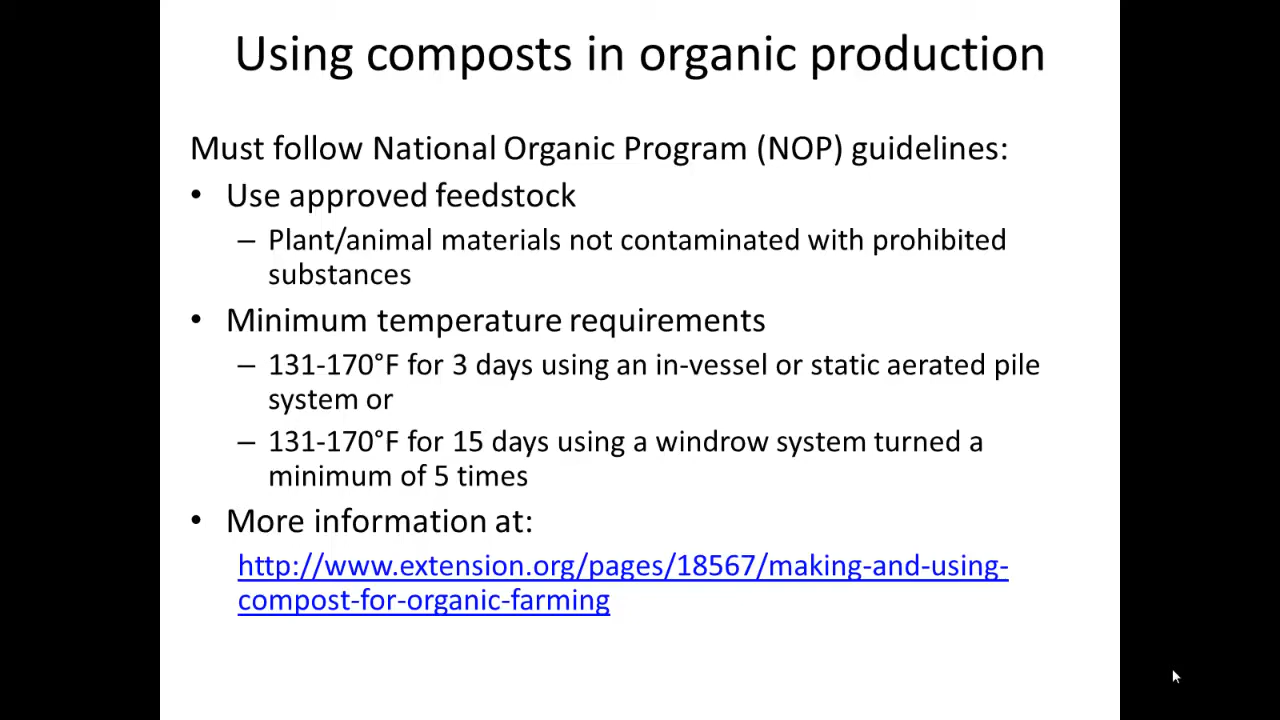 Using composts in organic production
Must follow National Organic Program (NOP) guidelines:
• Use approved feedstock
– Plant/animal materials not contaminated with prohibited
substances
• Minimum temperature requirements
– 131-170°F for 3 days using an in-vessel or static aerated pile
system or
– 131-170°F for 15 days using a windrow system turned a
minimum of 5 times
• More information at:
http://www.extension.org/pages/18567/making-and-using-
compost-for-organic-farming